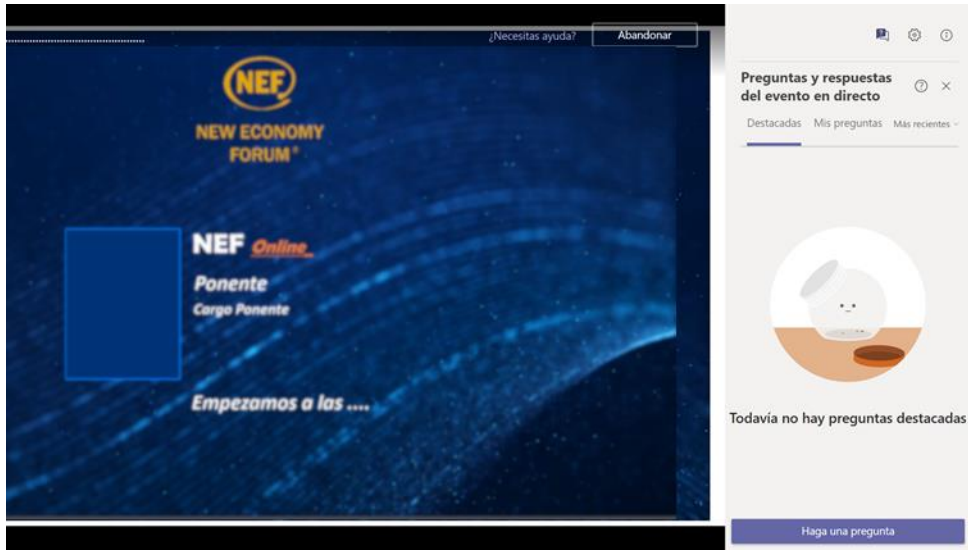 ¿Necesitas ayuda?
Abandonar
NEF
NEW ECONOMY
FORUM®
NEF Online_
Ponente
Cargo Ponente
Empezamos a las ....
Preguntas y respuestas
del evento en directo
Destacadas Mis preguntas Más recientes
Todavía no hay preguntas destacadas
Haga una pregunta